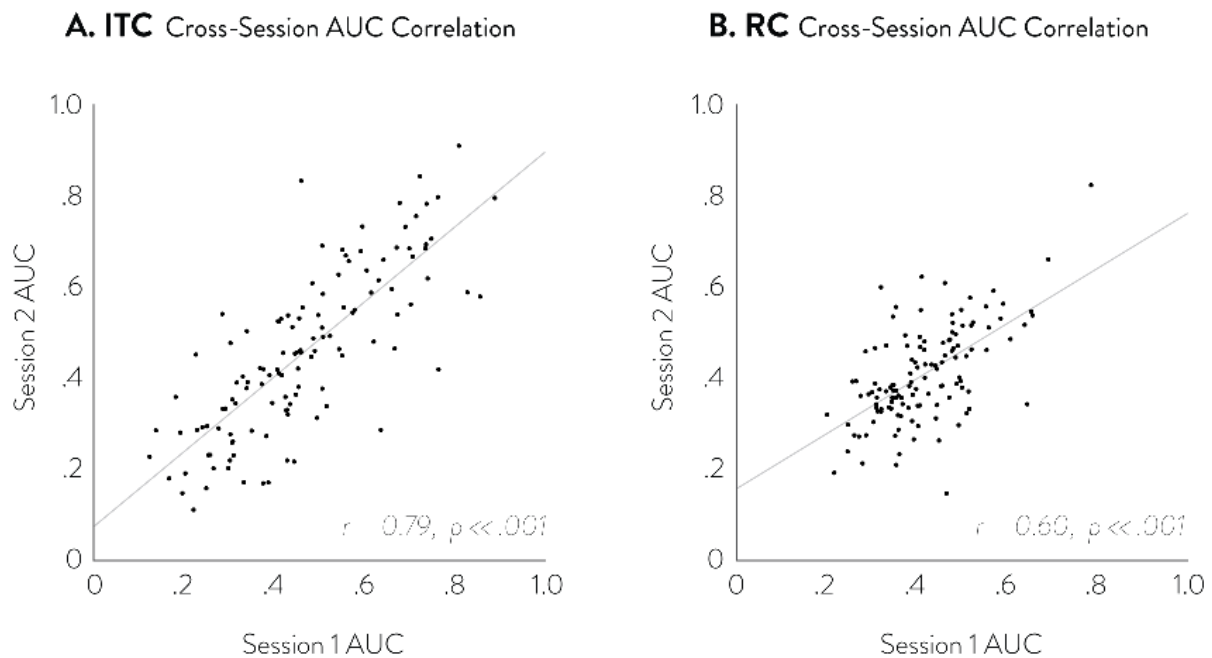 A. ITC Cross-Session AUC Correlation
1.0
.8
.6
.4
.2
0
Session 2 AUC
r 0.79, p<<.001
0 .2 .4 .6 .8 1.0
Session 1 AUC
B. RC Cross-Session AUC Correlation
1.0
.8
.6
.4
.2
0
Session 2 AUC
r 0.60, p<<.001
0 .2 .4 .6 .8 1.0
Session 1 AUC